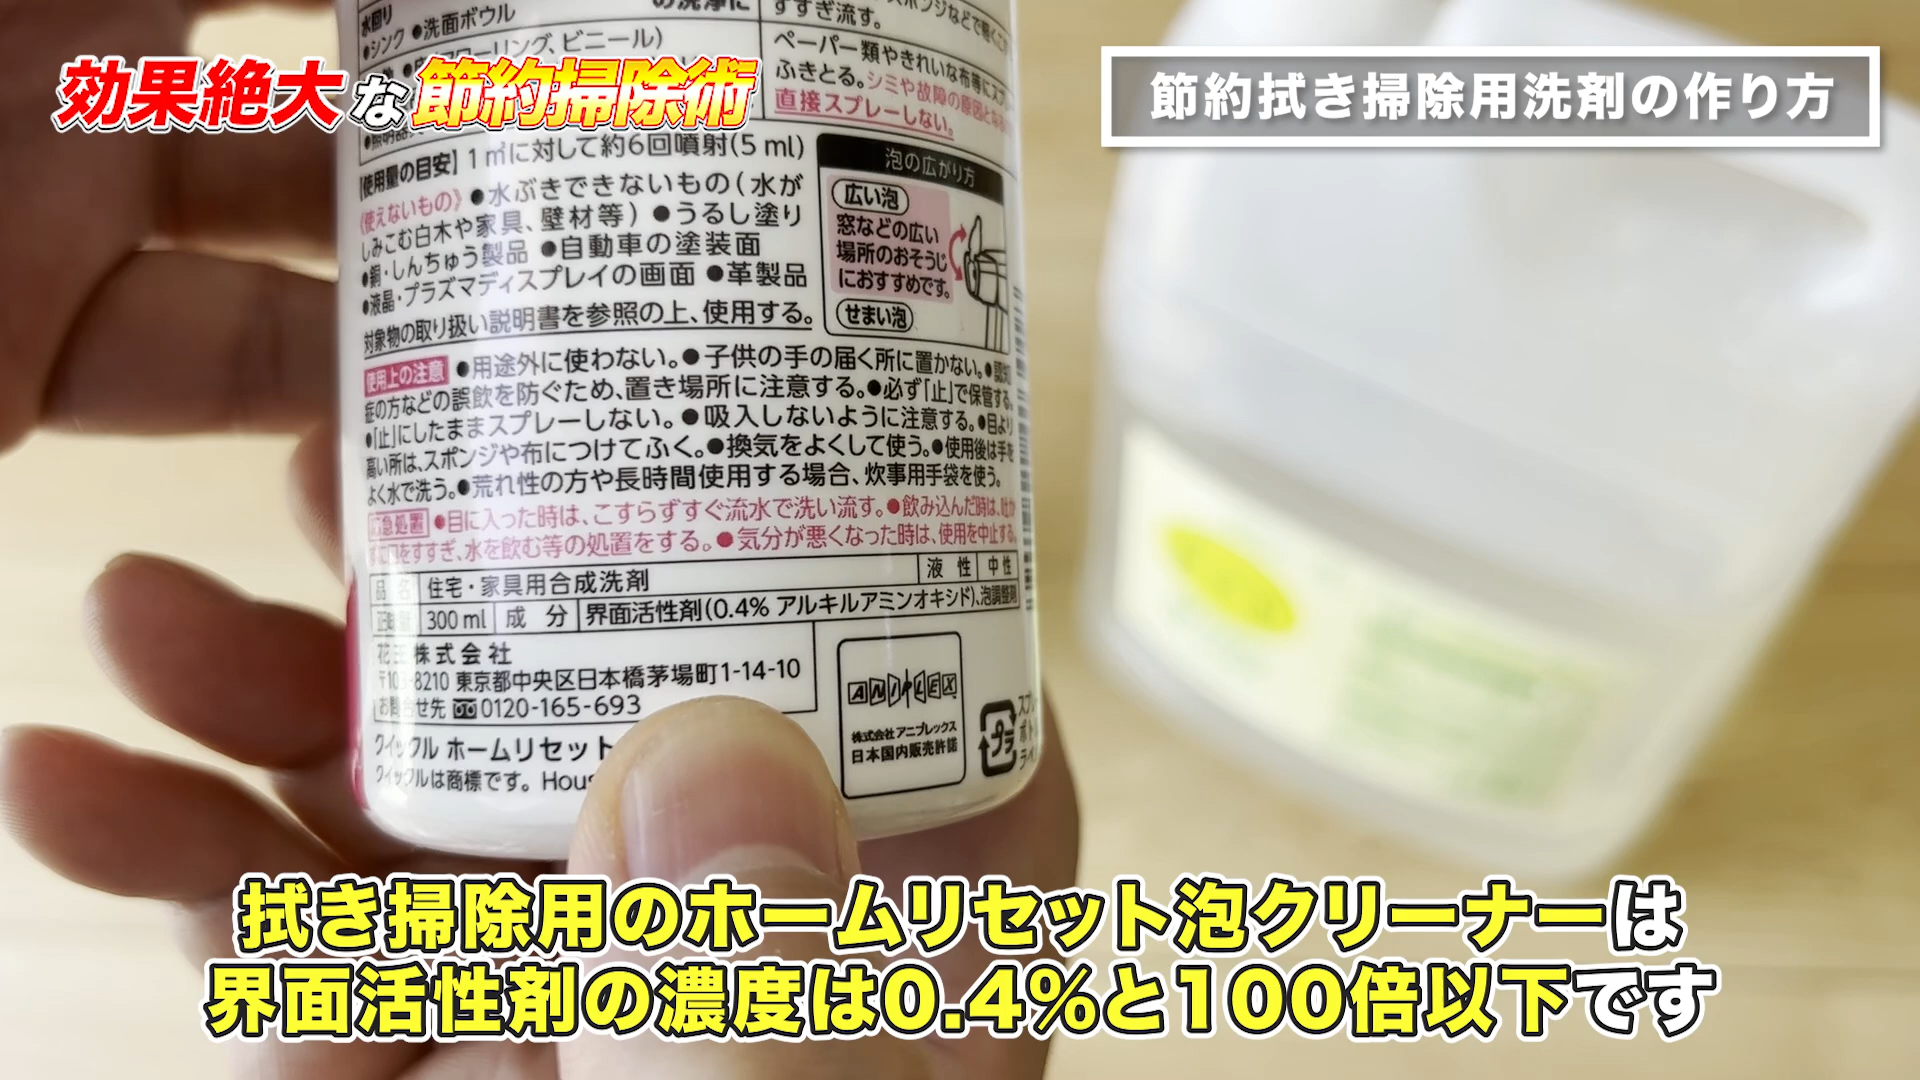 効果絶大な節約掃除術
節約拭き掃除用洗剤の作り方
水回り
●シンク ●洗面ボウル
の洗浄に
すすぎ流す。
ペーパー類やきれいな布等にスプレー
ふきとる。シミや故障の原因となる
直接スプレーしない。
【使用量の目安】1㎡に対して約6回噴射(5 ml)
《使えないもの》●水ぶきできないもの(水が
しみこむ白木や家具、壁材等)●うるし塗り
●銅・しんちゅう製品 ●自動車の塗装面
●液晶・プラズマディスプレイの画面 ●革製品
対象物の取り扱い説明書を参照の上、使用する。
泡の広がり方
広い泡
窓などの広い
場所のおそうじ
におすすめです。
せまい泡
使用上の注意 ●用途外に使わない。●子供の手の届く所に置かない。●認知
症の方などの誤飲を防ぐため、置き場所に注意する。●必ず「止」で保管する。
●「止」にしたままスプレーしない。●吸入しないように注意する。●目より
高い所は、スポンジや布につけてふく。●換気をよくして使う。●使用後は手を
よく水で洗う。●荒れ性の方や長時間使用する場合、炊事用手袋を使う。
応急処置 ●目に入った時は、こすらずすぐ流水で洗い流す。●飲み込んだ時は、吐か
ずに口をすすぎ、水を飲む等の処置をする。●気分が悪くなった時は、使用を中止する。
品 名 住宅・家具用合成洗剤 液 性 中性
正味量 300 ml 成 分 界面活性剤(0.4% アルキルアミンオキシド)、泡調整剤
花王株式会社
〒103-8210 東京都中央区日本橋茅場町1-14-10
お問合せ先 0120-165-693
クイックル ホームリセット
クイックルは商標です。Hous
ANIPLEX
株式会社アニプレックス
日本国内販売許諾
プラ
拭き掃除用のホームリセット泡クリーナーは
界面活性剤の濃度は0.4%と100倍以下です